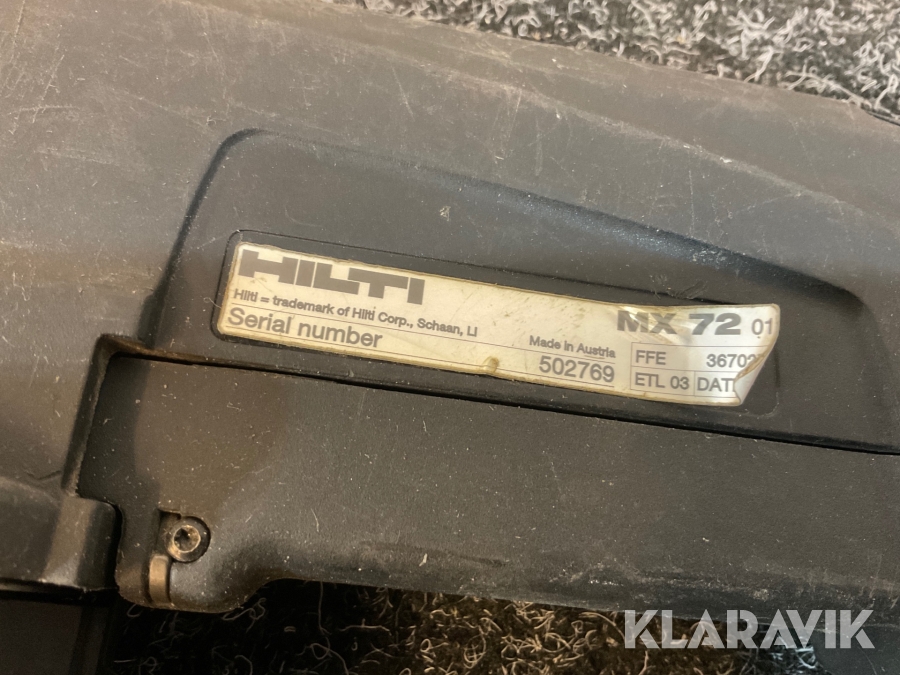 HILTI
Hilti = trademark of Hilti Corp., Schaan, LI
Serial number
Made in Austria
502769
MX 72 01
FFE
ETL 03
KLARAVIK